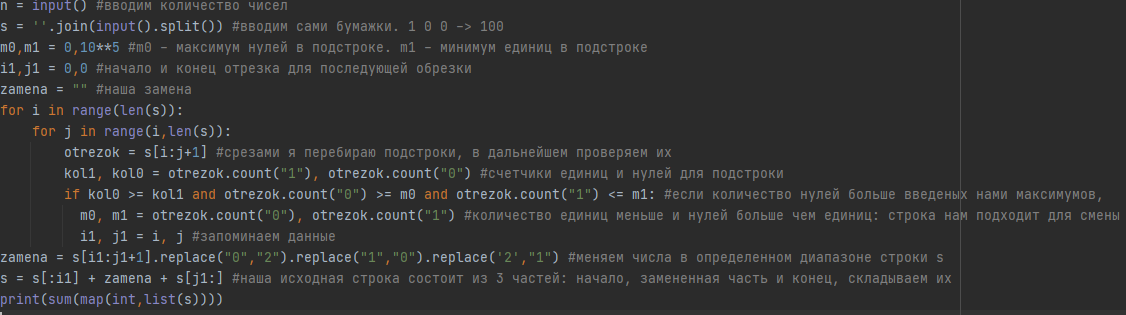 n = input() #вводим количество чисел
s = ''.join(input().split()) #вводим сами бумажки. 1 0 0 -> 100
m0,m1 = 0,10**5 #m0 - максимум нулей в подстроке. m1 - минимум единиц в подстроке
i1,j1 = 0,0 #начало и конец отрезка для последующей обрезки
zamena = "" #наша замена
for i in range(len(s)):
    for j in range(i,len(s)):
        otrezok = s[i:j+1] #срезами я перебираю подстроки, в дальнейшем проверяем их
        kol1, kol0 = otrezok.count("1"), otrezok.count("0") #счетчики единиц и нулей для подстроки
        if kol0 >= kol1 and otrezok.count("0") >= m0 and otrezok.count("1") <= m1: #если количество нулей больше введеных нами максимумов,
          m0, m1 = otrezok.count("0"), otrezok.count("1") #количество единиц меньше и нулей больше чем единиц: строка нам подходит для смены
          i1, j1 = i, j #запоминаем данные
zamena = s[i1:j1+1].replace("0","2").replace("1","0").replace('2',"1") #меняем числа в определенном диапазоне строки s
s = s[:i1] + zamena + s[j1:] #наша исходная строка состоит из 3 частей: начало, замененная часть и конец, складываем их
print(sum(map(int,list(s))))